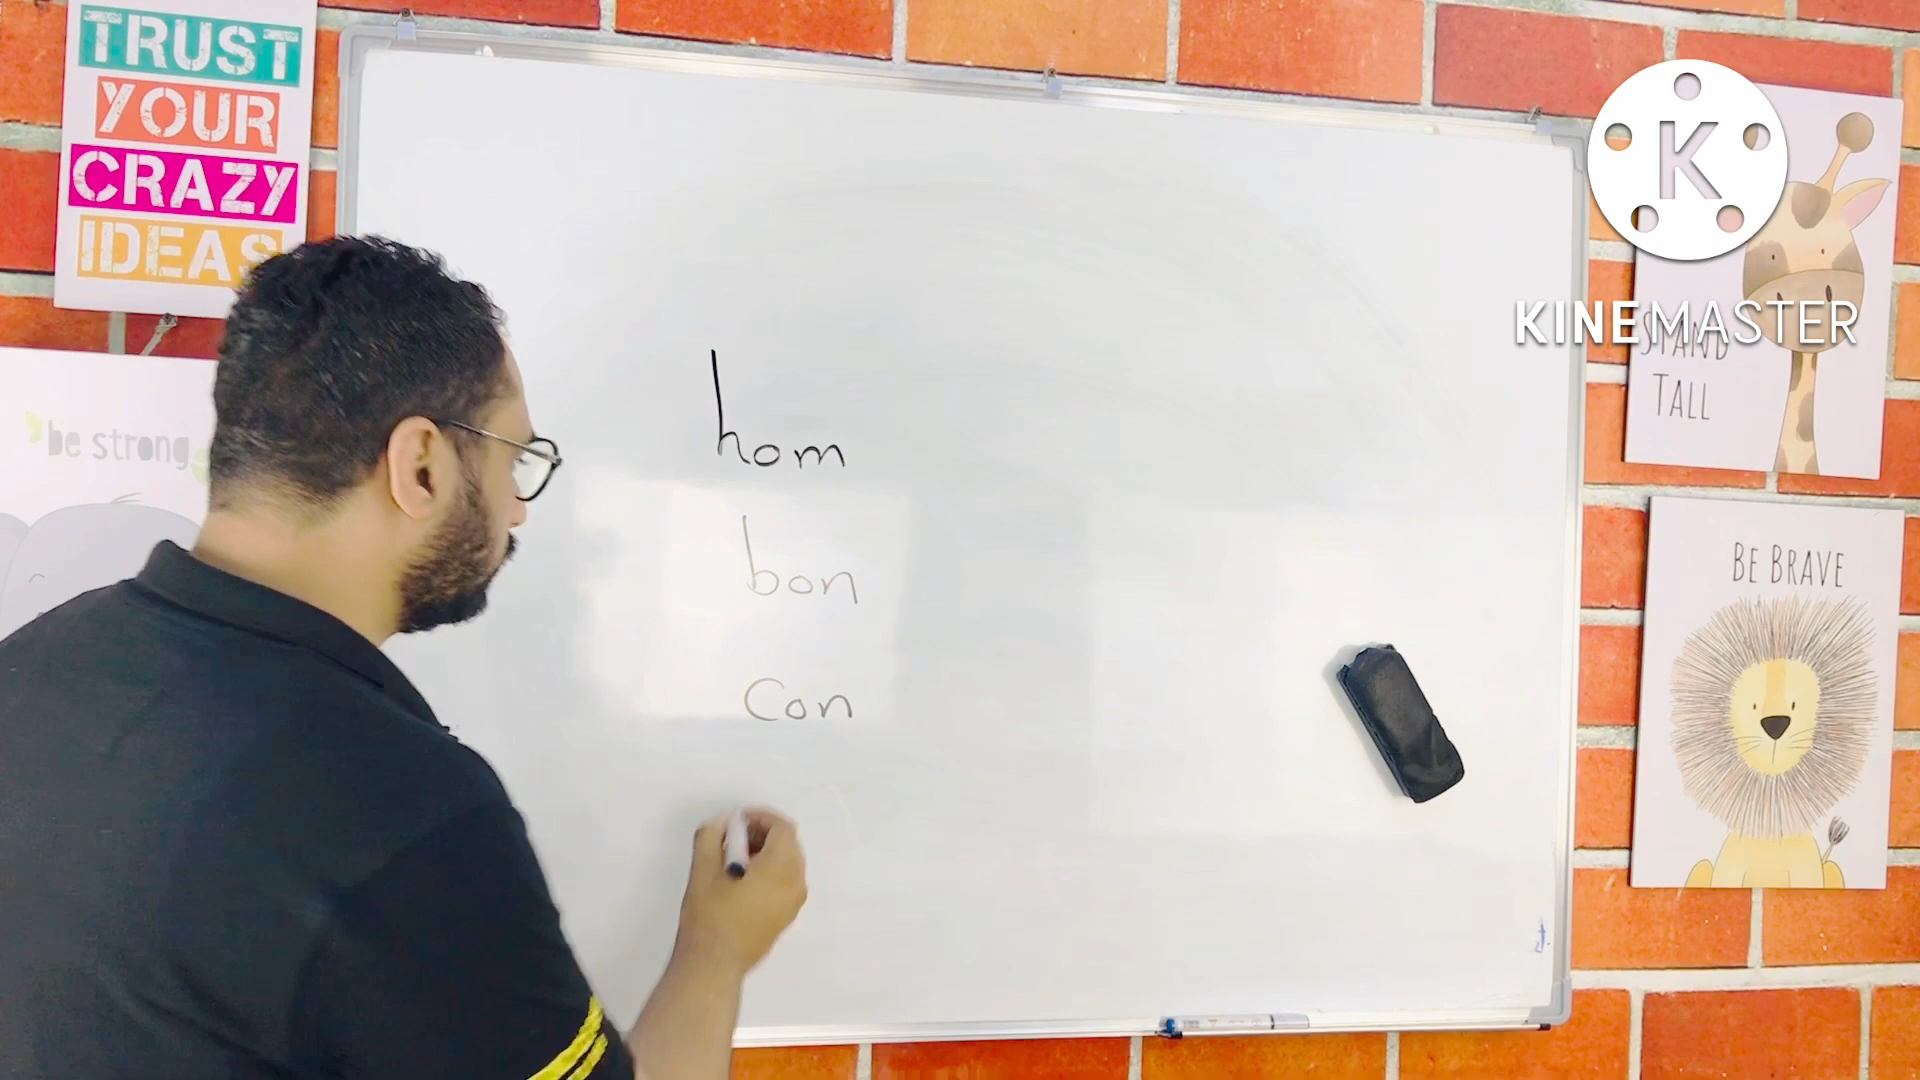 TRUST
YOUR
CRAZY
IDEAS
be strong
hom
bon
Con
K
KINEMASTER
STAND
TALL
BE BRAVE